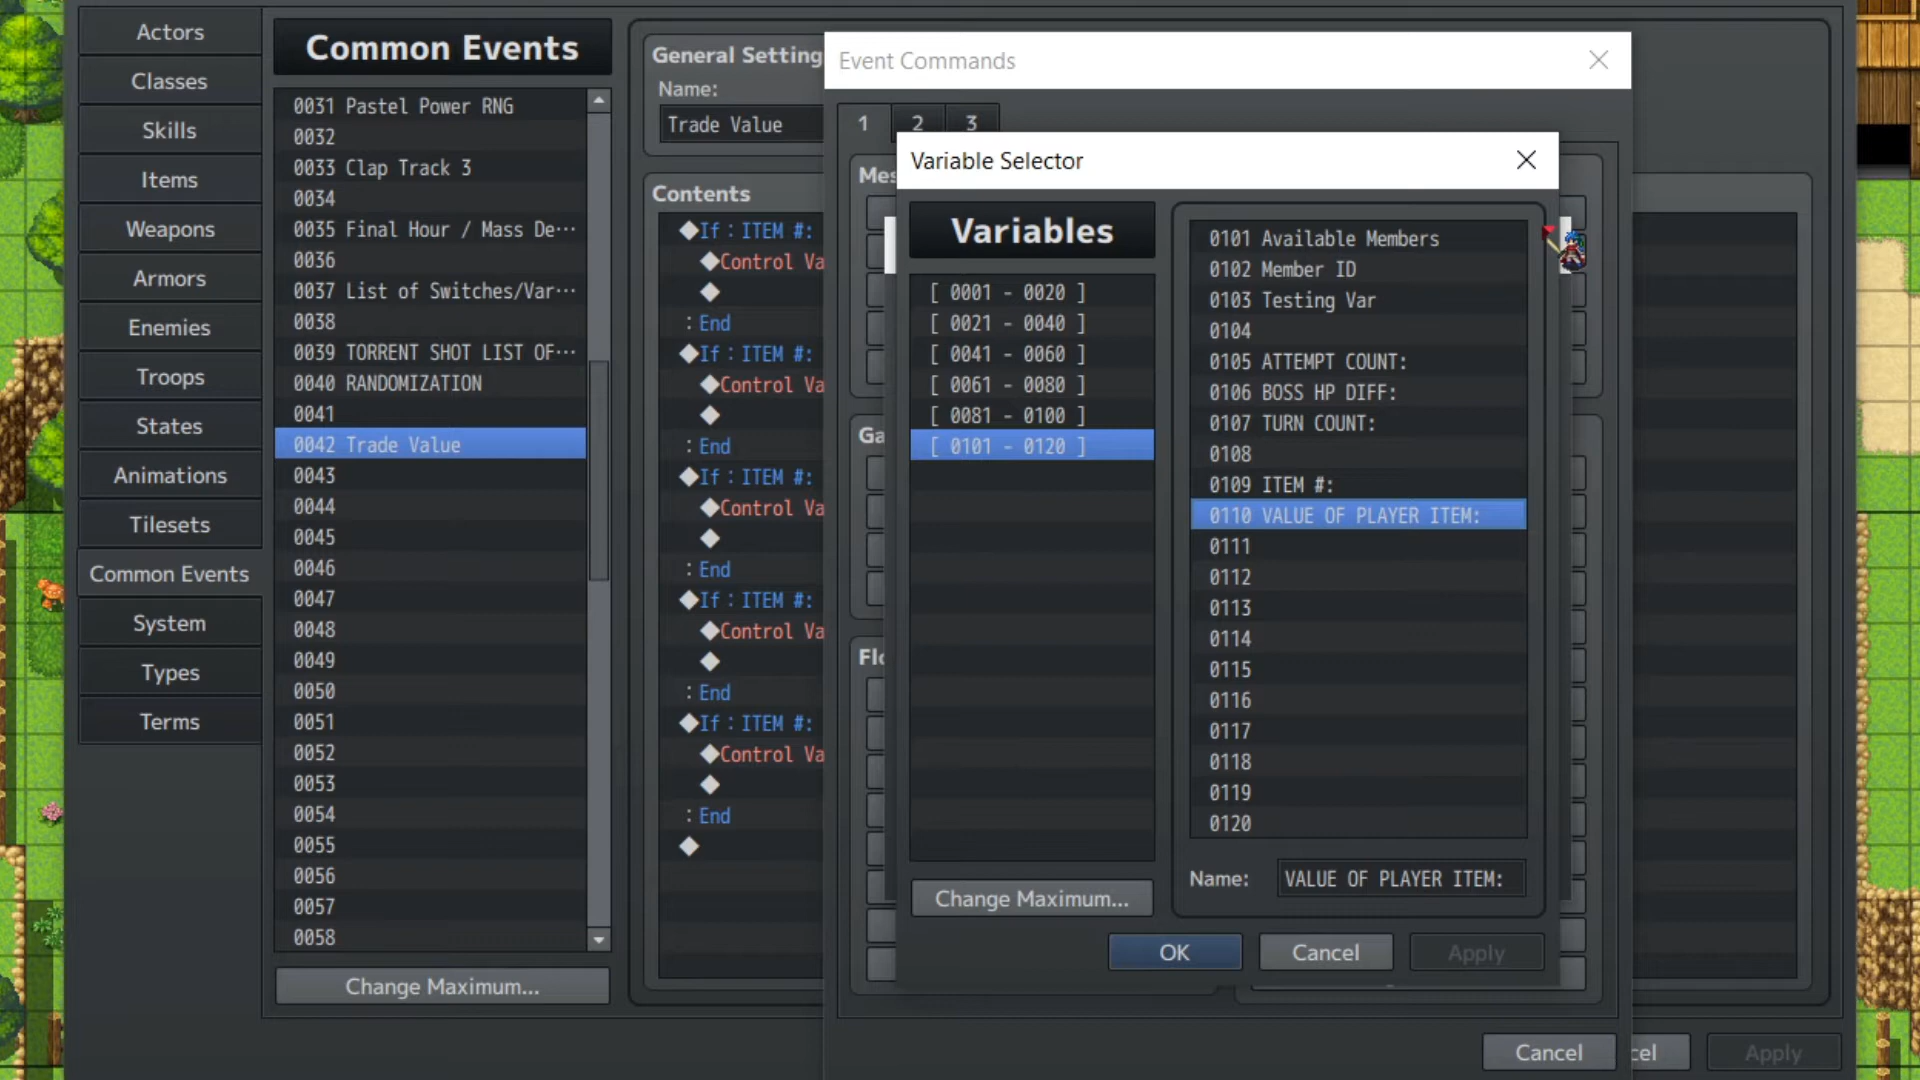 Actors
Classes
Skills
Items
Weapons
Armors
Enemies
Troops
States
Animations
Tilesets
Common Events
System
Types
Terms
Common Events
0031 Pastel Power RNG
0032
0033 Clap Track 3
0034
0035 Final Hour / Mass De…
0036
0037 List of Switches/Var…
0038
0039 TORRENT SHOT LIST OF…
0040 RANDOMIZATION
0041
0042 Trade Value
0043
0044
0045
0046
0047
0048
0049
0050
0051
0052
0053
0054
0055
0056
0057
0058
Change Maximum...
General Setting
Name:
Trade Value
Contents
◆If : ITEM #:
◆Control Va
◆
: End
◆If : ITEM #:
◆Control Va
◆
: End
◆If : ITEM #:
◆Control Va
◆
: End
◆If : ITEM #:
◆Control Va
◆
: End
◆If : ITEM #:
◆Control Va
◆
: End
◆
Event Commands
1 2 3
Mes
Ga
Flo
Variable Selector
Variables
[ 0001 - 0020 ]
[ 0021 - 0040 ]
[ 0041 - 0060 ]
[ 0061 - 0080 ]
[ 0081 - 0100 ]
[ 0101 - 0120 ]
Change Maximum...
0101 Available Members
0102 Member ID
0103 Testing Var
0104
0105 ATTEMPT COUNT:
0106 BOSS HP DIFF:
0107 TURN COUNT:
0108
0109 ITEM #:
0110 VALUE OF PLAYER ITEM:
0111
0112
0113
0114
0115
0116
0117
0118
0119
0120
Name: VALUE OF PLAYER ITEM:
OK Cancel Apply
Cancel cel Apply